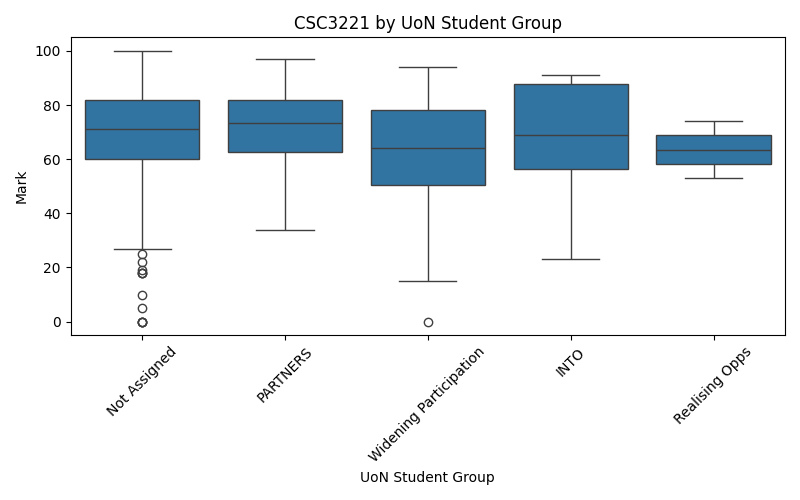 CSC3221 by UoN Student Group
Mark
100
80
60
40
20
0
Not Assigned
PARTNERS
Widening Participation
INTO
Realising Opps
UoN Student Group